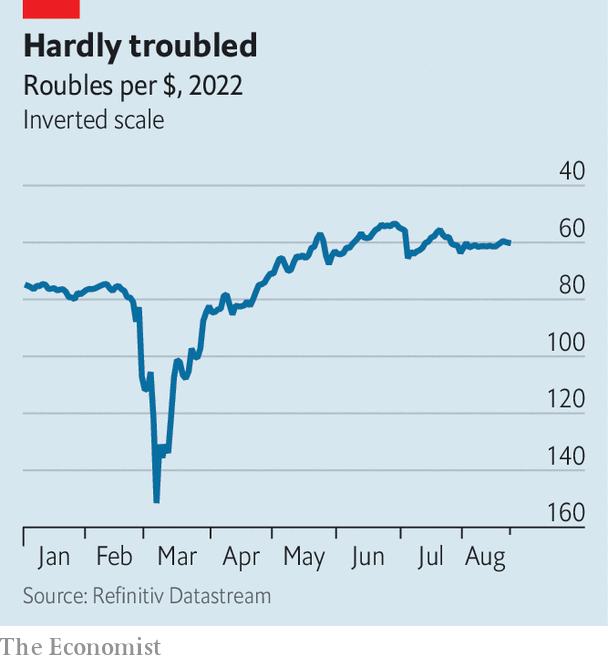 Hardly troubled
Roubles per $, 2022
Inverted scale
40
60
80
100
120
140
160
Jan Feb Mar Apr May Jun Jul Aug
Source: Refinitiv Datastream
The Economist